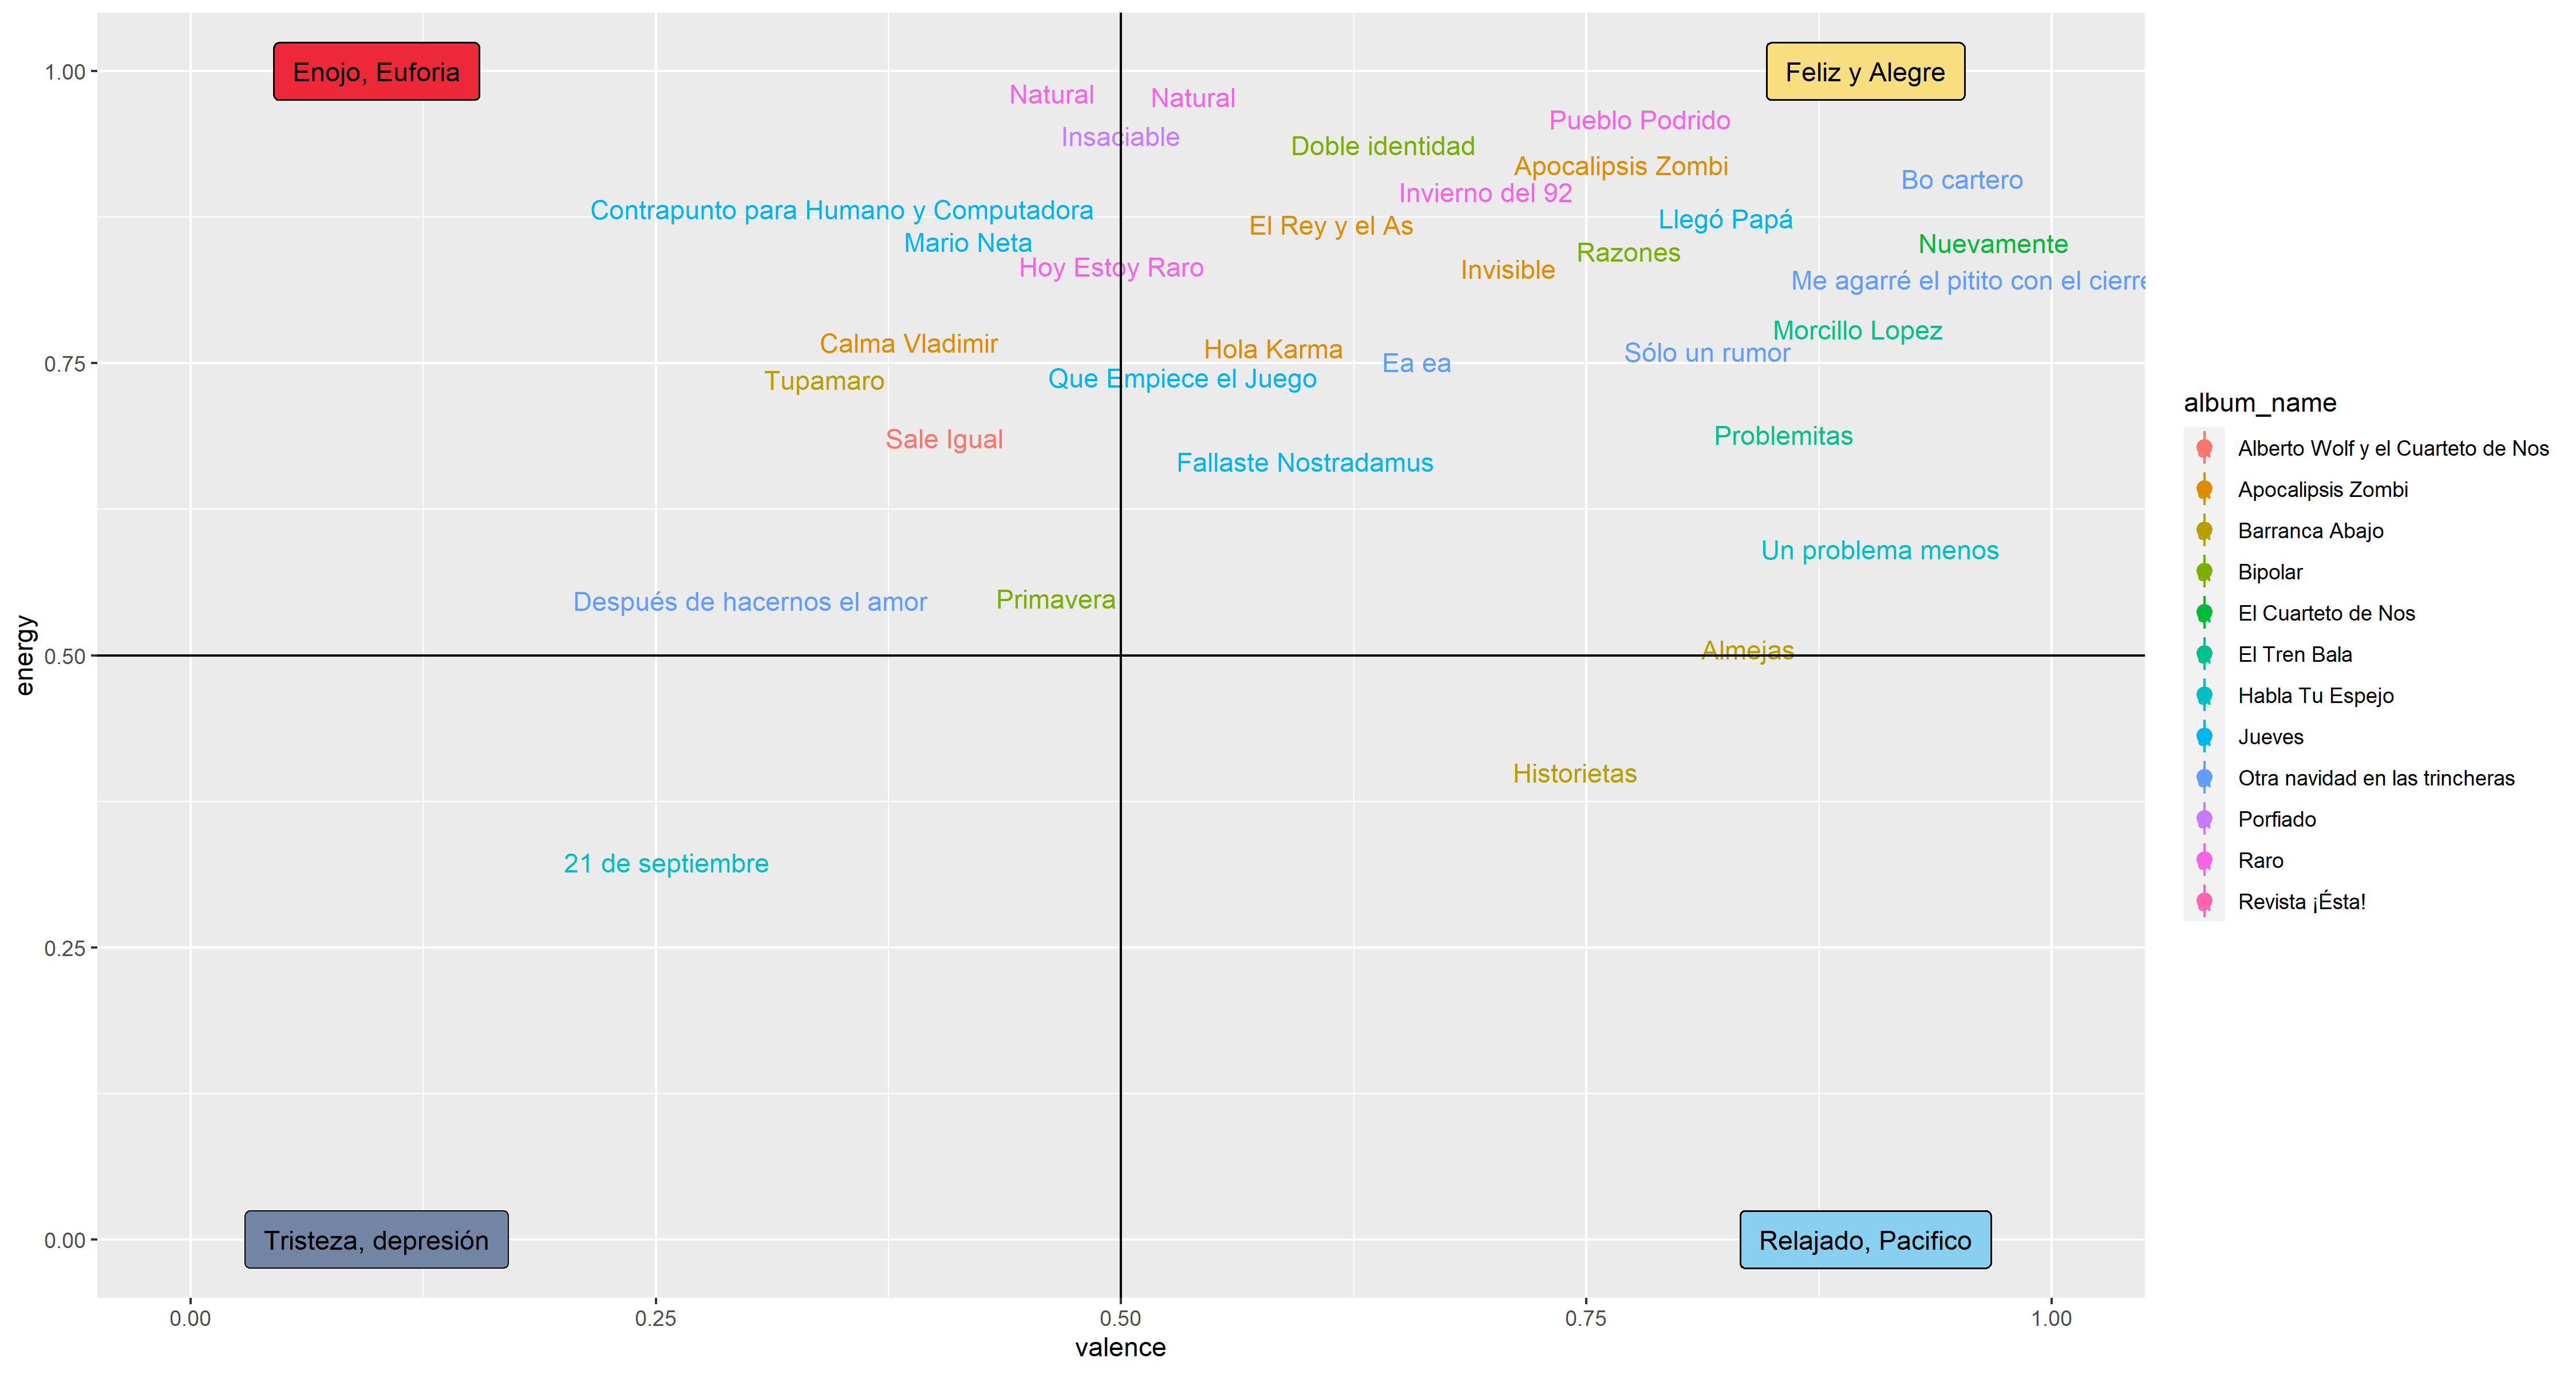 Enojo, Euforia
Feliz y Alegre
Natural
Natural
Pueblo Podrido
Insaciable
Doble identidad
Apocalipsis Zombi
Bo cartero
Invierno del 92
Contrapunto para Humano y Computadora
Llegó Papá
El Rey y el As
Mario Neta
Nuevamente
Razones
Hoy Estoy Raro
Invisible
Me agarré el pitito con el cierre
Morcillo Lopez
Calma Vladimir
Hola Karma
Sólo un rumor
Ea ea
Que Empiece el Juego
Tupamaro
Problemitas
Sale Igual
Fallaste Nostradamus
Un problema menos
Primavera
Después de hacernos el amor
Almejas
Historietas
21 de septiembre
Tristeza, depresión
Relajado, Pacifico
1.00
0.75
0.50
0.25
0.00
energy
0.00
0.25
0.50
0.75
1.00
valence
album_name
Alberto Wolf y el Cuarteto de Nos
Apocalipsis Zombi
Barranca Abajo
Bipolar
El Cuarteto de Nos
El Tren Bala
Habla Tu Espejo
Jueves
Otra navidad en las trincheras
Porfiado
Raro
Revista ¡Ésta!